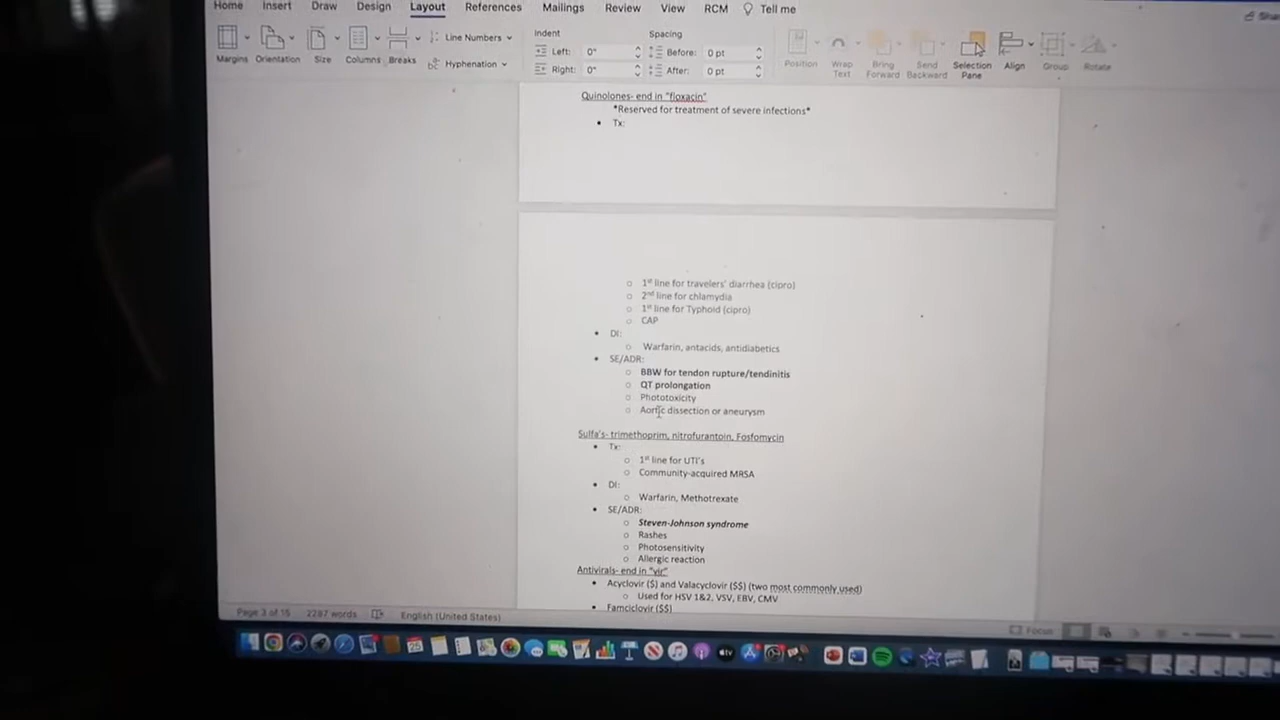 Home Insert Draw Design Layout References Mailings Review View RCM Tell me
Indent Spacing
Line Numbers Left: 0" Before: 0 pt
Hyphenation Right: 0" After: 0 pt
Margins Orientation Size Columns Breaks Position Wrap Text Bring Forward Send Backward Selection Pane Align Group Rotate
Quinolones- end in "floxacin"
*Reserved for treatment of severe infections*
• Tx:
o 1st line for travelers' diarrhea (cipro)
o 2nd line for chlamydia
o 1st line for Typhoid (cipro)
o CAP
• DI:
o Warfarin, antacids, antidiabetics
• SE/ADR:
o BBW for tendon rupture/tendinitis
o QT prolongation
o Phototoxicity
o Aortic dissection or aneurysm
Sulfa's- trimethoprim, nitrofurantoin, Fosfomycin
• Tx:
o 1st line for UTI's
o Community-acquired MRSA
• DI:
o Warfarin, Methotrexate
• SE/ADR:
o Steven-Johnson syndrome
o Rashes
o Photosensitivity
o Allergic reaction
Antivirals- end in "vir"
• Acyclovir ($) and Valacyclovir ($$) (two most commonly used)
o Used for HSV 1&2, VSV, EBV, CMV
• Famciclovir ($$)
Page 3 of 15 2287 words English (United States) Focus